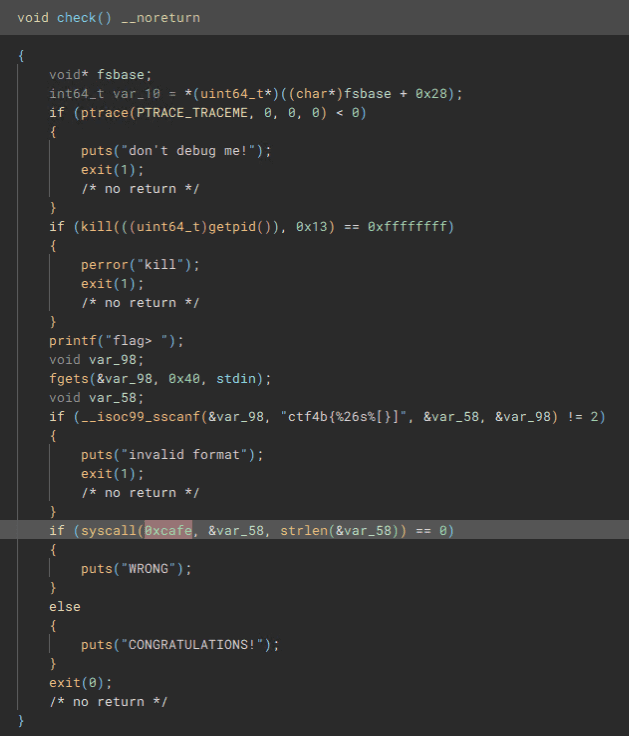 void check() __noreturn
{
void* fsbase;
int64_t var_10 = *(uint64_t*)((char*)fsbase + 0x28);
if (ptrace(PTRACE_TRACEME, 0, 0, 0) < 0)
{
puts("don't debug me!");
exit(1);
/* no return */
}
if (kill(((uint64_t)getpid()), 0x13) == 0xffffffff)
{
perror("kill");
exit(1);
/* no return */
}
printf("flag> ");
void var_98;
fgets(&var_98, 0x40, stdin);
void var_58;
if (__isoc99_sscanf(&var_98, "ctf4b{%26s%[}]", &var_58, &var_98) != 2)
{
puts("invalid format");
exit(1);
/* no return */
}
if (syscall(0xcafe, &var_58, strlen(&var_58)) == 0)
{
puts("WRONG");
}
else
{
puts("CONGRATULATIONS!");
}
exit(0);
/* no return */
}